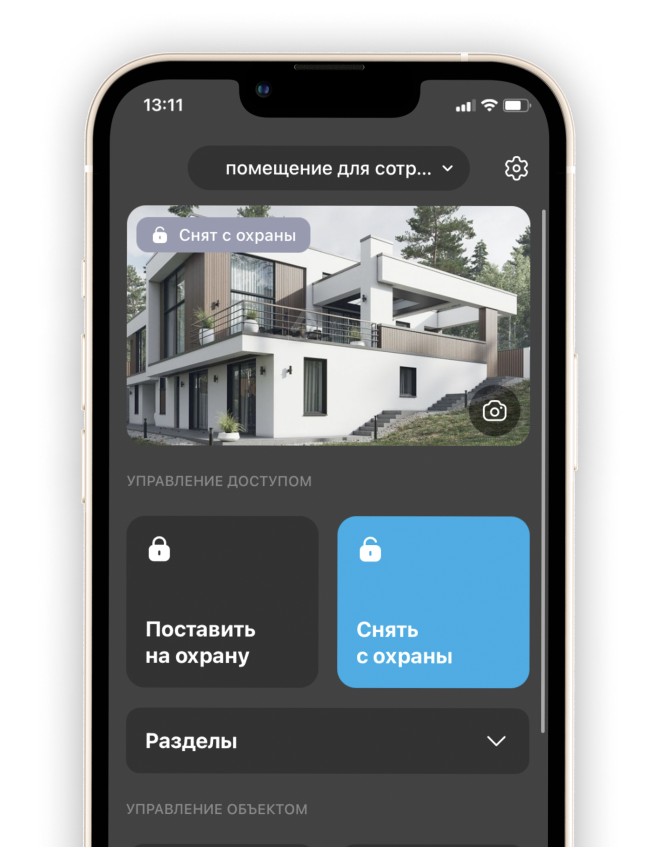 13:11
помещение для сотр...
Снят с охраны
УПРАВЛЕНИЕ ДОСТУПОМ
Поставить
на охрану
Снять
с охраны
Разделы
УПРАВЛЕНИЕ ОБЪЕКТОМ